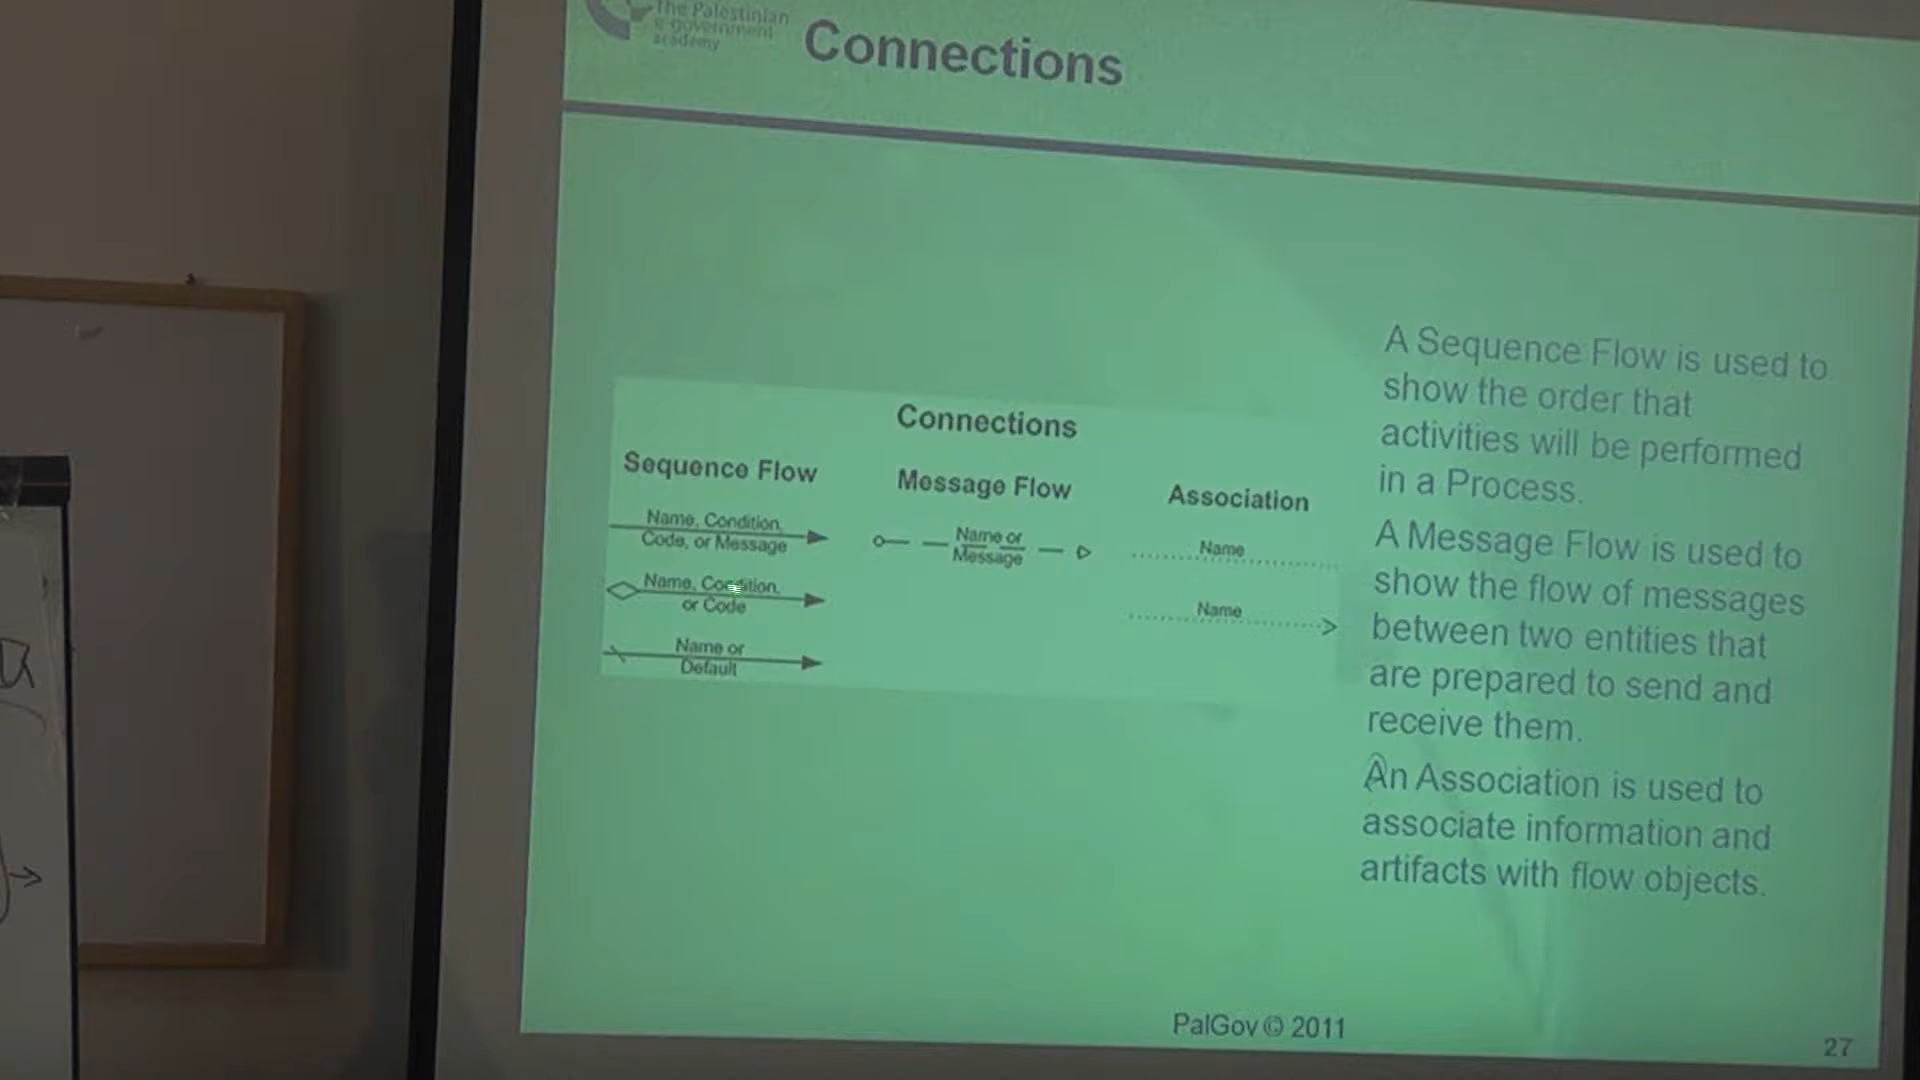 The Palestinian
e-government
academy
Connections
Connections
Sequence Flow
Message Flow
Association
Name, Condition,
Code, or Message
Name or
Message
Name
Name, Condition,
or Code
Name
Name or
Default
A Sequence Flow is used to
show the order that
activities will be performed
in a Process.
A Message Flow is used to
show the flow of messages
between two entities that
are prepared to send and
receive them.
An Association is used to
associate information and
artifacts with flow objects.
PalGov © 2011
27